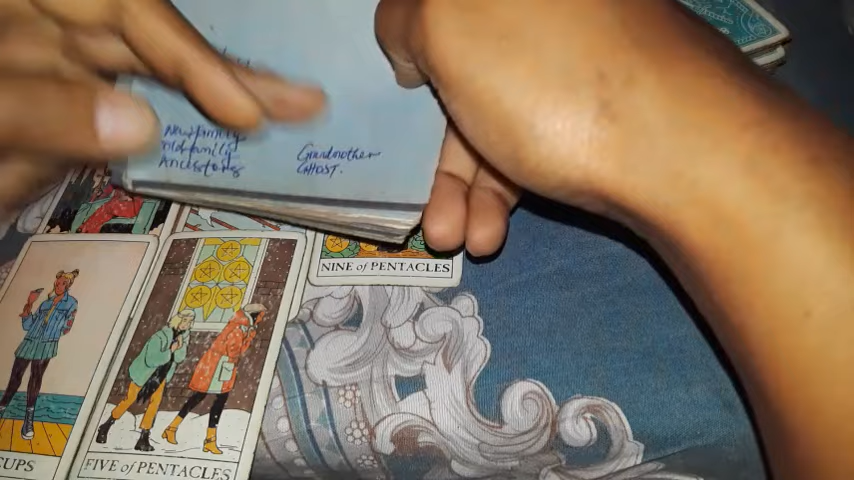 New family
old family
Ancestors
Grandmother
GHOST.
NINE of PENTACLES
CUPS
FIVE of PENTACLES